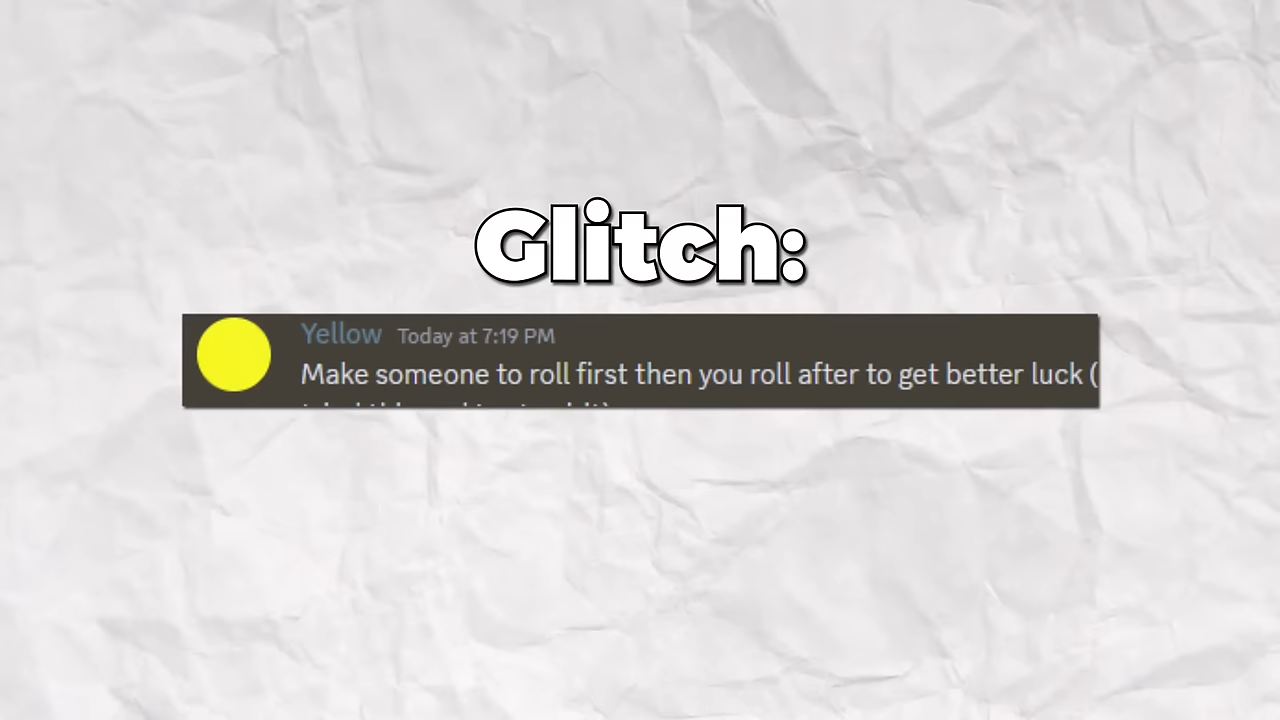 Glitch:
Yellow Today at 7:19 PM
Make someone to roll first then you roll after to get better luck (